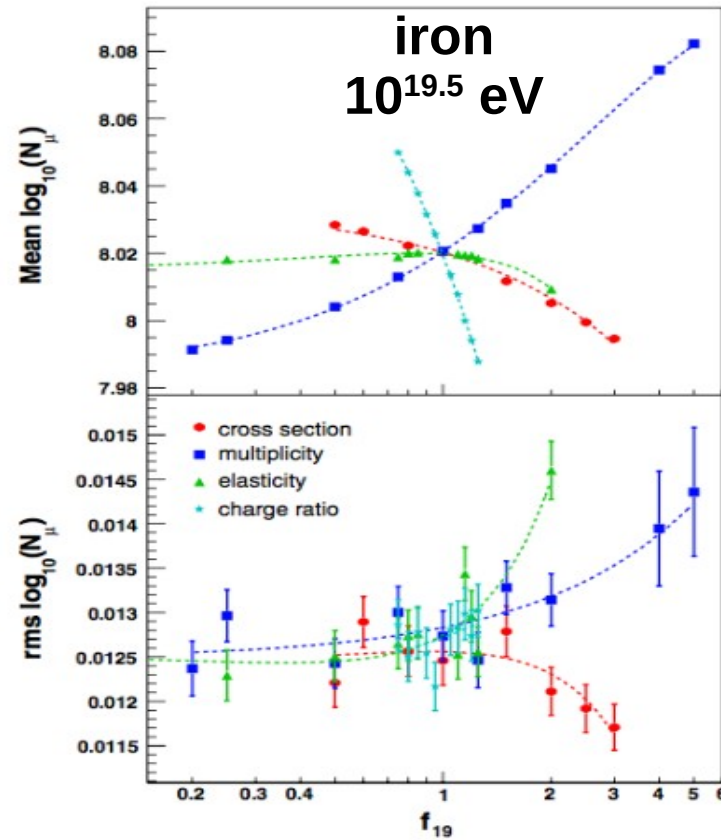 iron
10^19.5 eV
Mean log10(Nμ)
8.08
8.06
8.04
8.02
8
7.98
cross section
multiplicity
elasticity
charge ratio
rms log10(Nμ)
0.015
0.0145
0.014
0.0135
0.013
0.0125
0.012
0.0115
0.2 0.3 0.4 1 2 3 4 5 6
f19